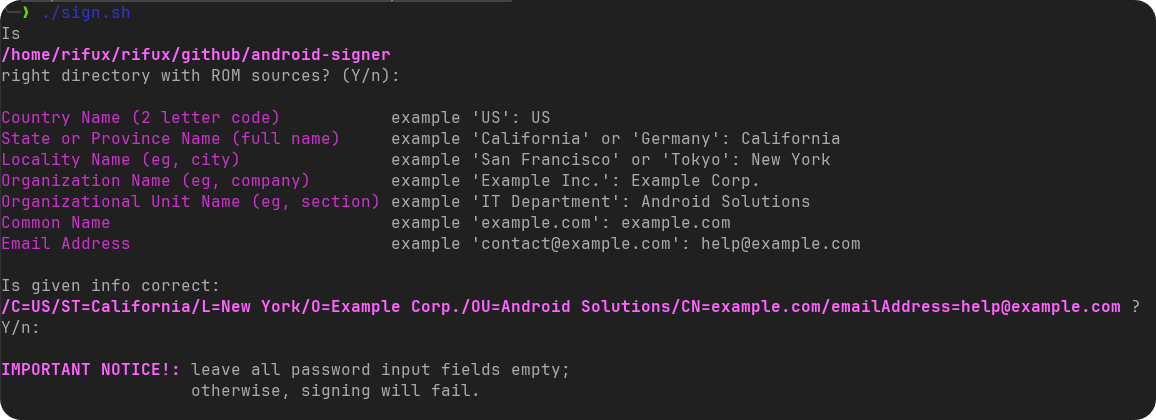 ❯ ./sign.sh
Is
/home/rifux/rifux/github/android-signer
right directory with ROM sources? (Y/n):
Country Name (2 letter code) example 'US': US
State or Province Name (full name) example 'California' or 'Germany': California
Locality Name (eg, city) example 'San Francisco' or 'Tokyo': New York
Organization Name (eg, company) example 'Example Inc.': Example Corp.
Organizational Unit Name (eg, section) example 'IT Department': Android Solutions
Common Name example 'example.com': example.com
Email Address example 'contact@example.com': help@example.com
Is given info correct:
/C=US/ST=California/L=New York/O=Example Corp./OU=Android Solutions/CN=example.com/emailAddress=help@example.com ?
Y/n:
IMPORTANT NOTICE!: leave all password input fields empty;
otherwise, signing will fail.